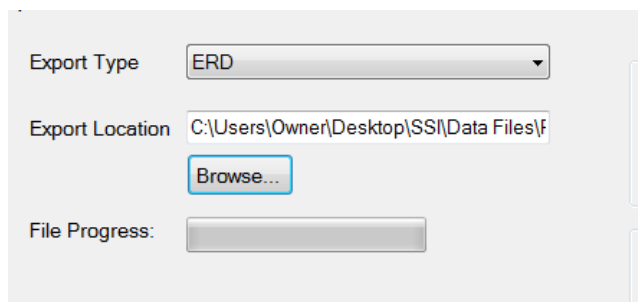 Export Type ERD
Export Location C:\Users\Owner\Desktop\SSI\Data Files\
Browse...
File Progress: